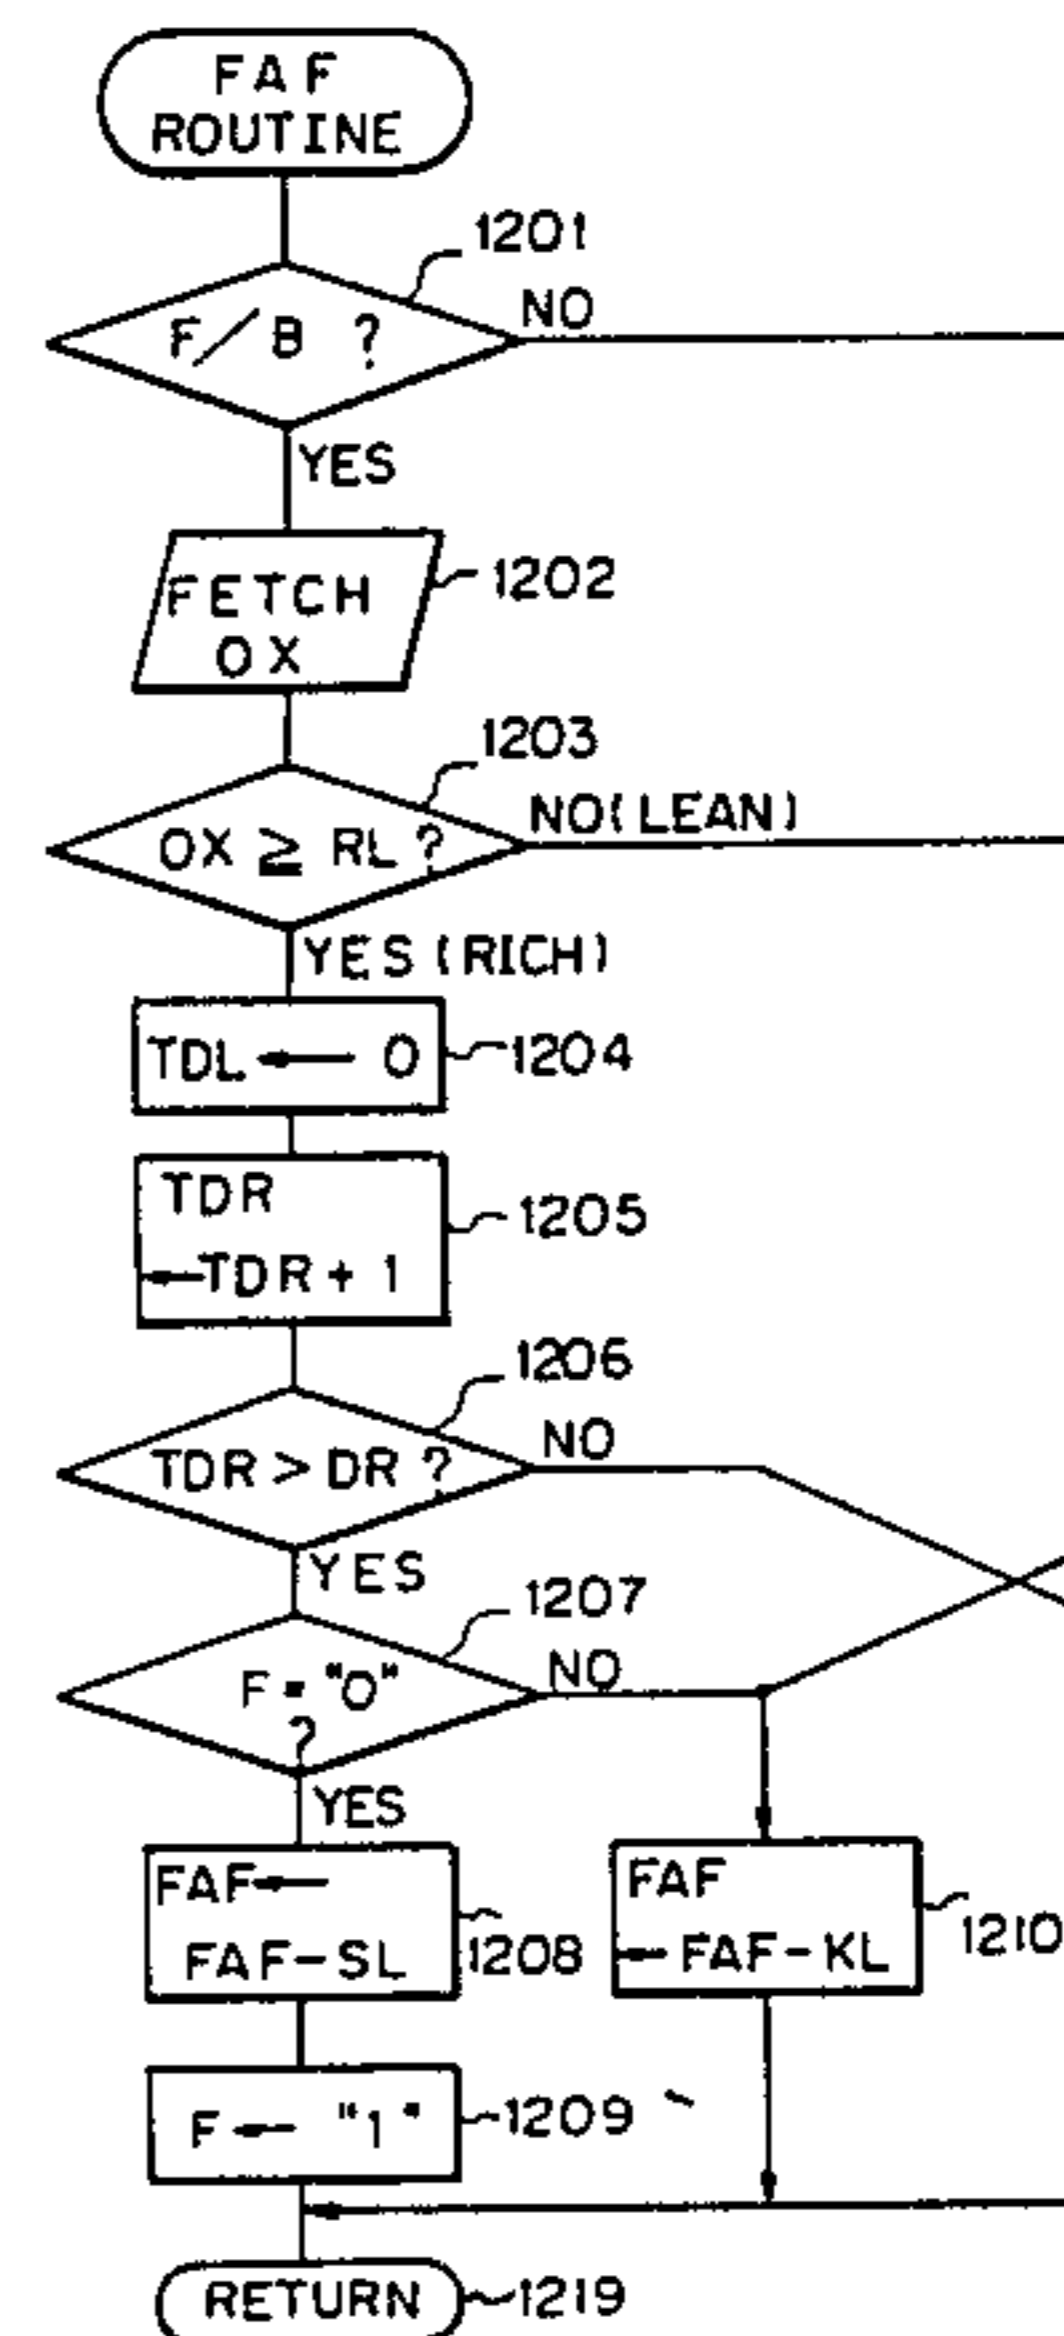 FAF
ROUTINE
1201
F/B ?
NO
YES
FETCH
OX
1202
1203
OX ≧ RL ?
NO(LEAN)
YES(RICH)
TDL ← 0
1204
TDR
←TDR+1
1205
1206
TDR > DR ?
NO
YES
1207
F = "0"
?
NO
YES
FAF←
FAF-SL
1208
FAF
←FAF-KL
1210
F ← "1"
1209
RETURN
1219